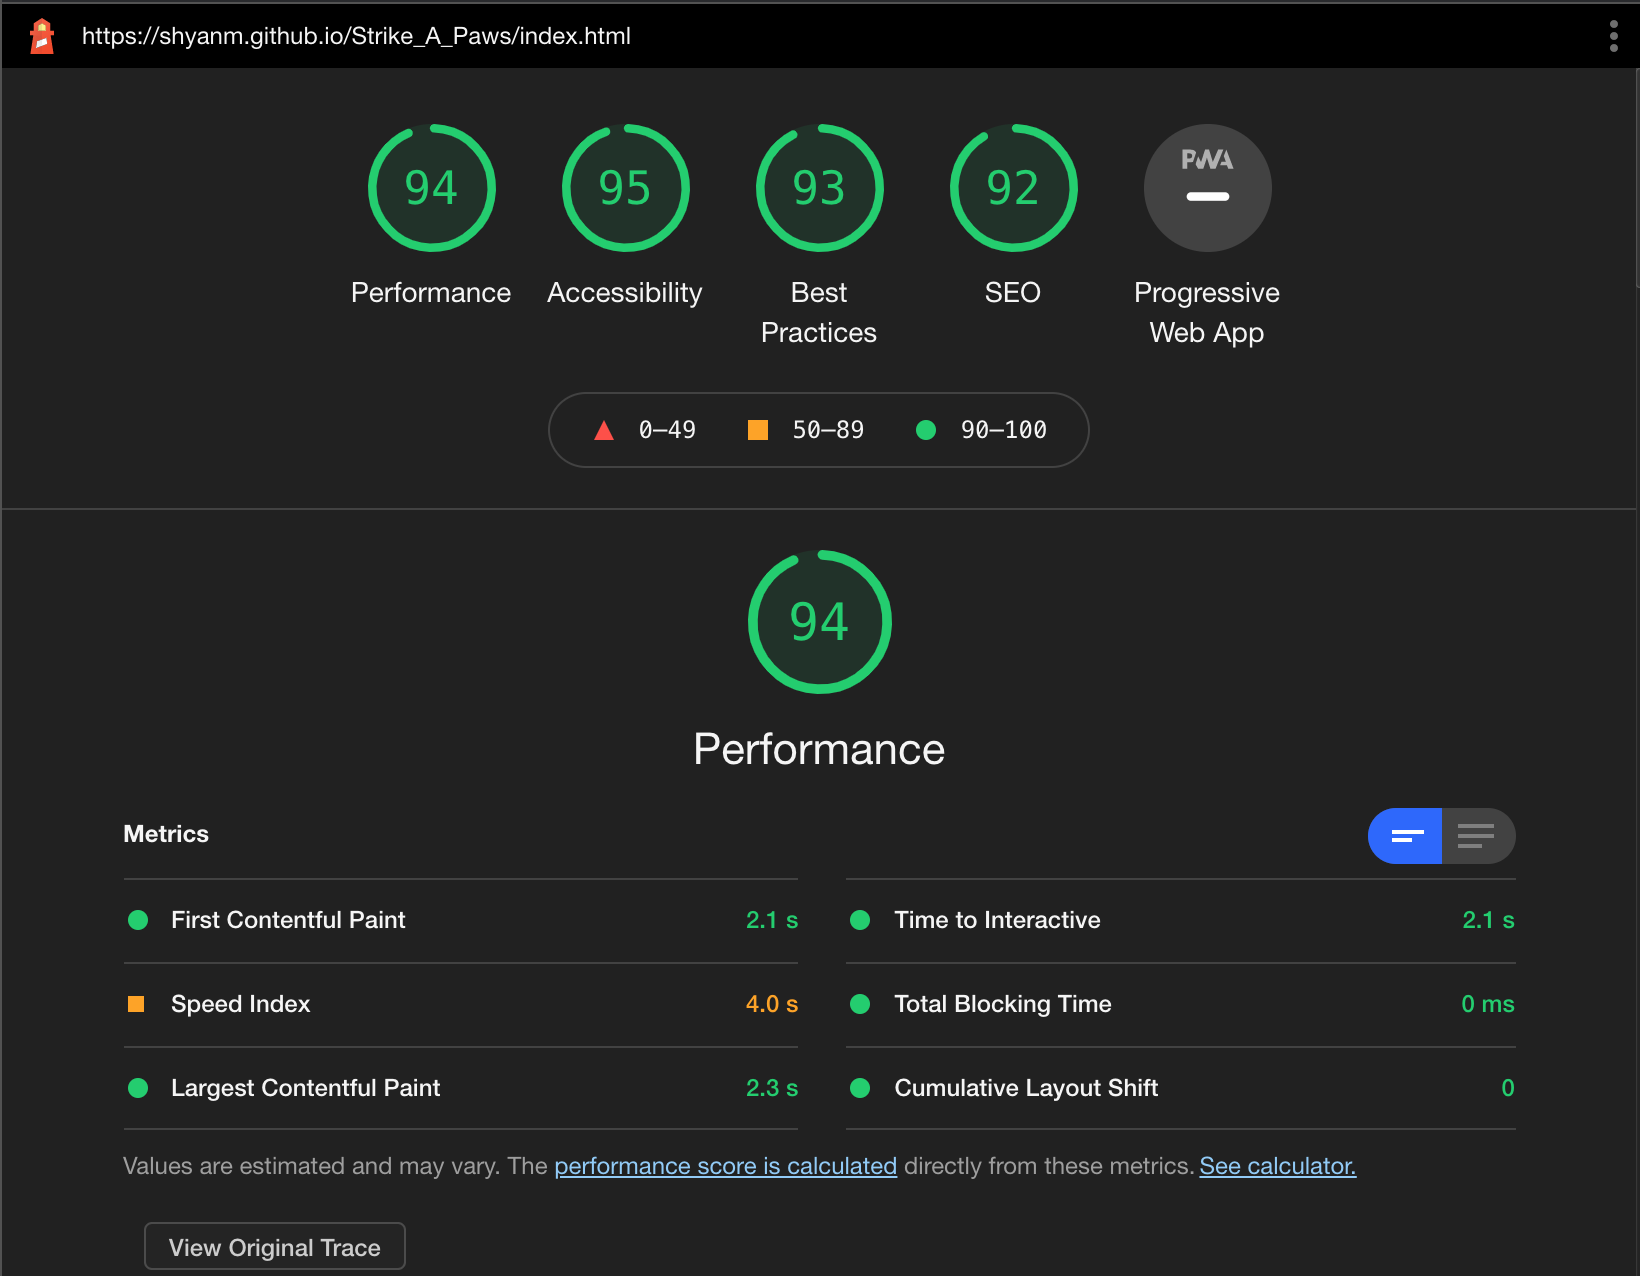 https://shyanm.github.io/Strike_A_Paws/index.html
94
95
93
92
PWA
Performance
Accessibility
Best
Practices
SEO
Progressive
Web App
0–49
50–89
90–100
94
Performance
Metrics
First Contentful Paint 2.1 s
Time to Interactive 2.1 s
Speed Index 4.0 s
Total Blocking Time 0 ms
Largest Contentful Paint 2.3 s
Cumulative Layout Shift 0
Values are estimated and may vary. The performance score is calculated directly from these metrics. See calculator.
View Original Trace